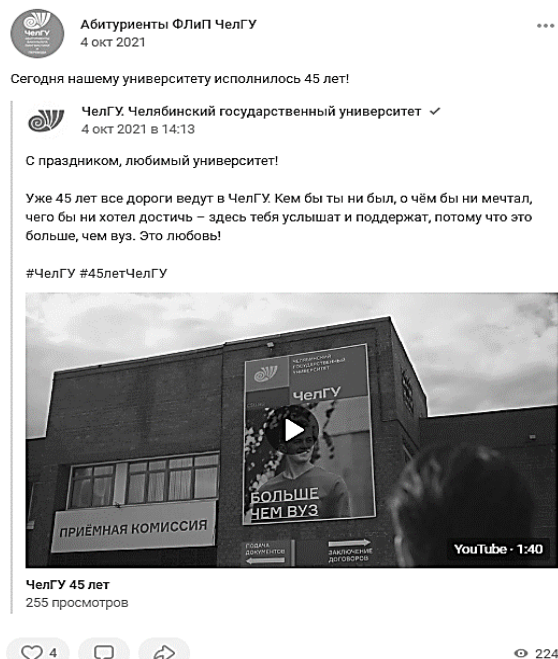 Абитуриенты ФЛиП ЧелГУ
4 окт 2021
Сегодня нашему университету исполнилось 45 лет!
ЧелГУ. Челябинский государственный университет
4 окт 2021 в 14:13
С праздником, любимый университет!
Уже 45 лет все дороги ведут в ЧелГУ. Кем бы ты ни был, о чём бы ни мечтал,
чего бы ни хотел достичь – здесь тебя услышат и поддержат, потому что это
больше, чем вуз. Это любовь!
#ЧелГУ #45летЧелГУ
ЧЕЛЯБИНСКИЙ
ГОСУДАРСТВЕННЫЙ
УНИВЕРСИТЕТ
ЧелГУ
БОЛЬШЕ
ЧЕМ ВУЗ
ПРИЁМНАЯ КОМИССИЯ
ПОДАЧА
ДОКУМЕНТОВ
ЗАКЛЮЧЕНИЕ
ДОГОВОРОВ
YouTube · 1:40
ЧелГУ 45 лет
255 просмотров
4
224